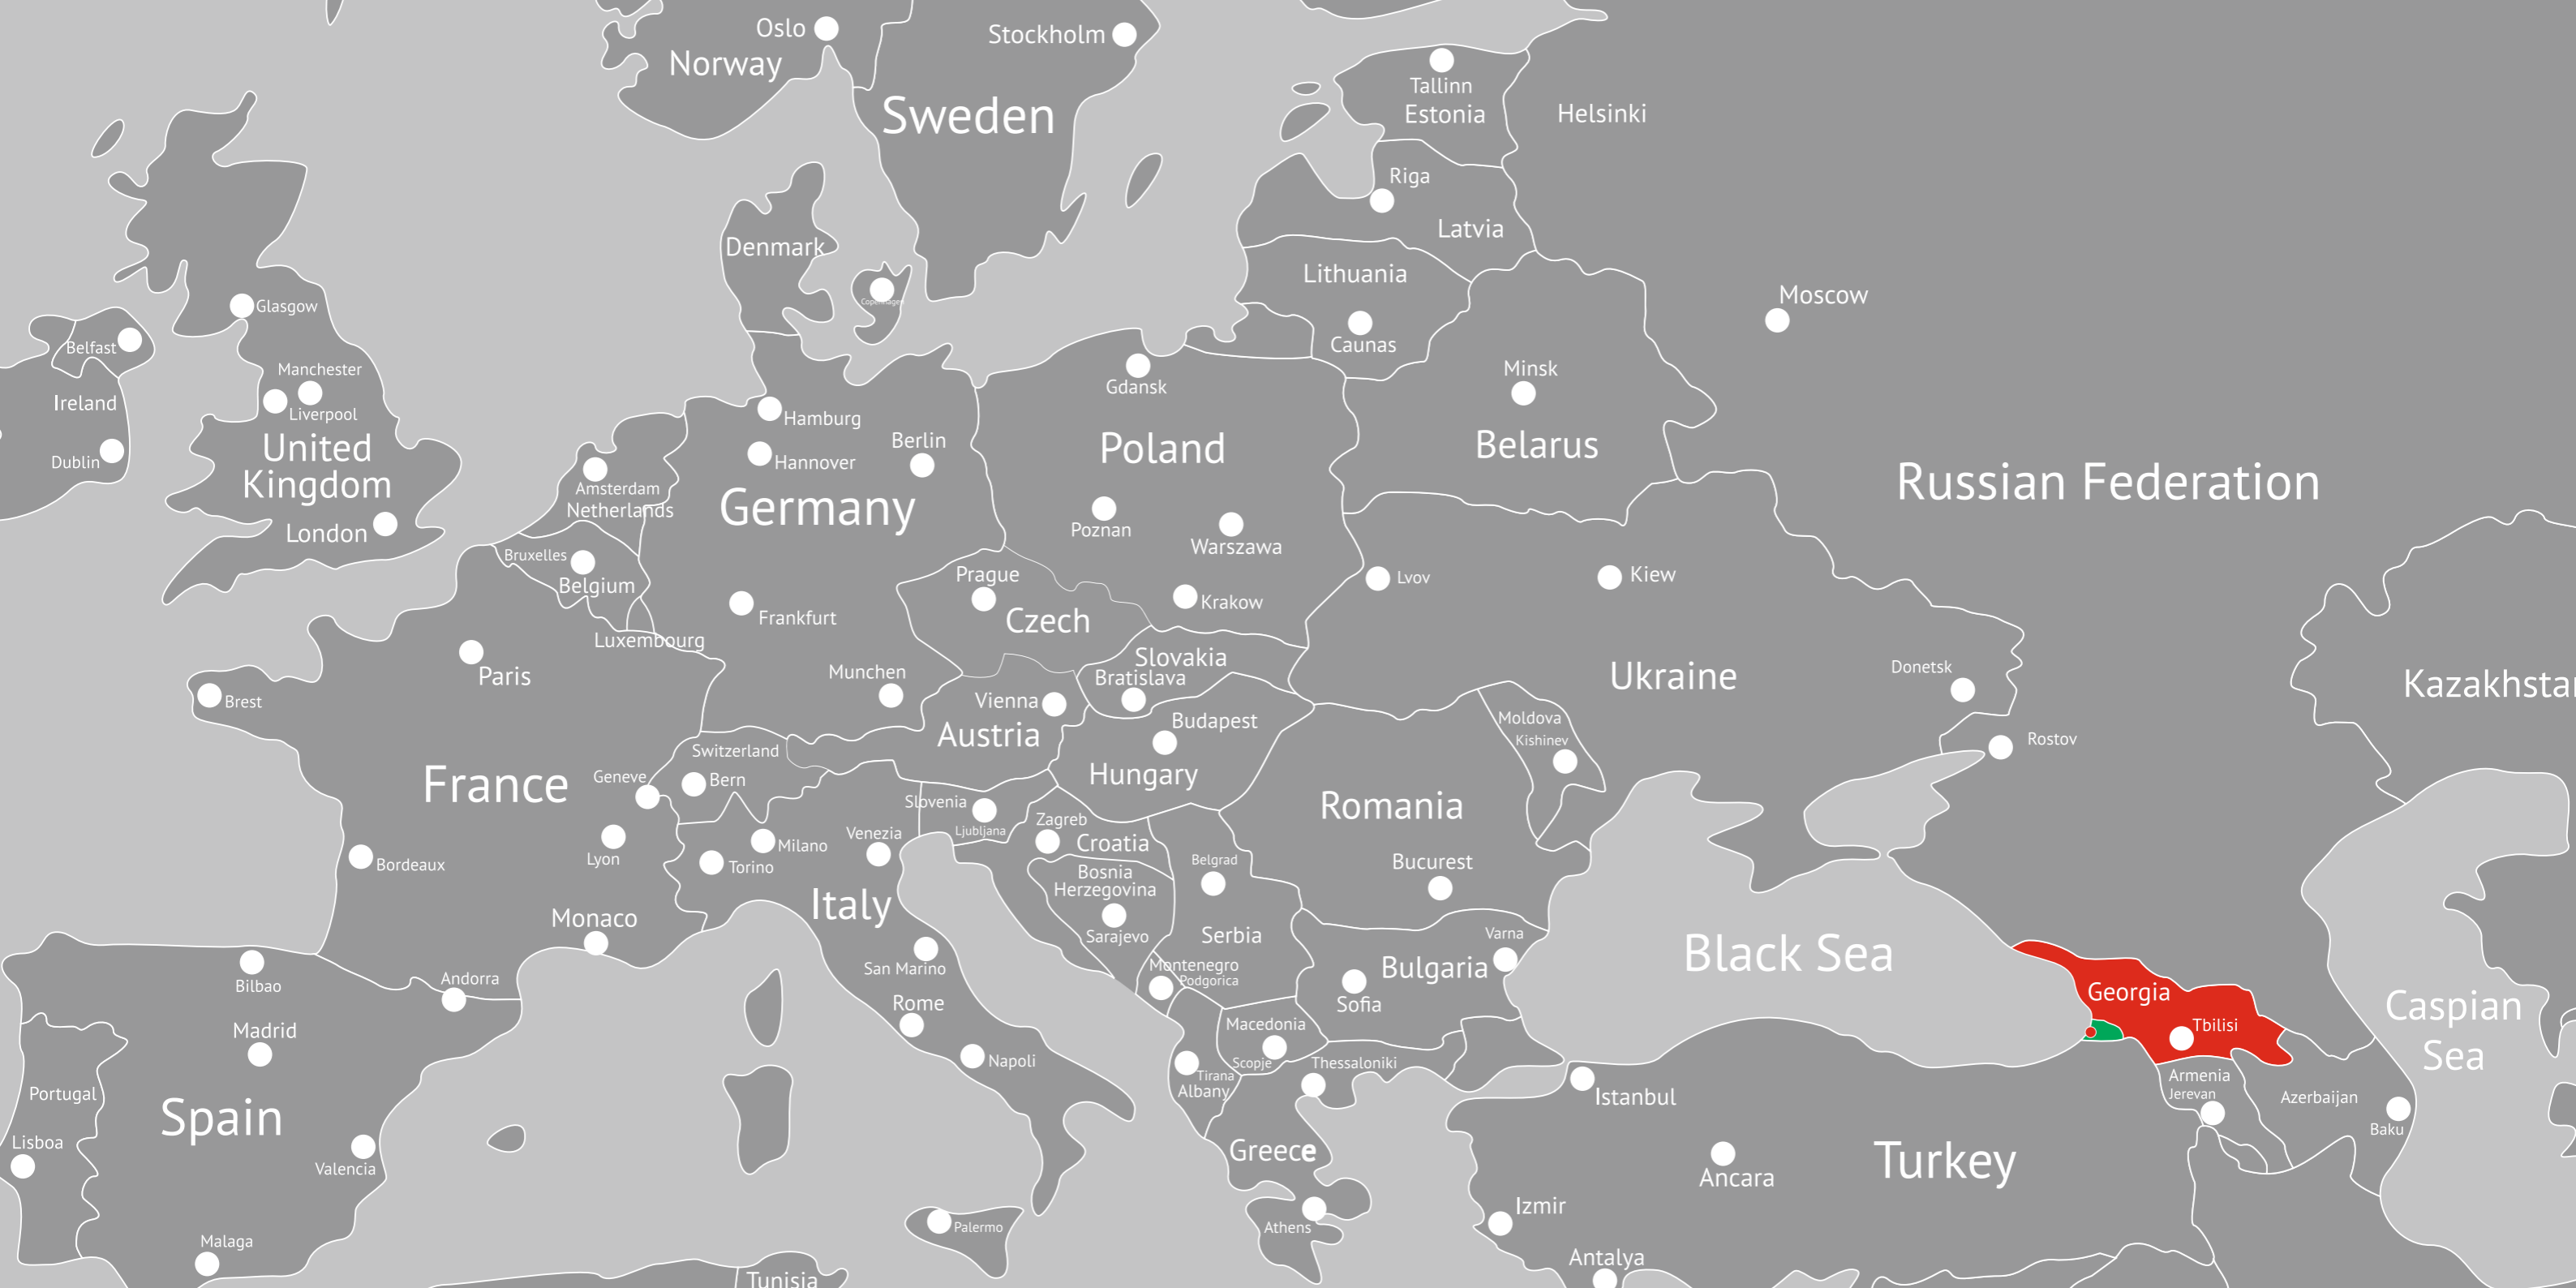 Oslo
Norway
Stockholm
Sweden
Tallinn
Estonia
Helsinki
Riga
Latvia
Denmark
Copenhagen
Lithuania
Caunas
Moscow
Glasgow
Belfast
Manchester
Liverpool
Ireland
Dublin
United
Kingdom
London
Gdansk
Minsk
Belarus
Hamburg
Hannover
Berlin
Germany
Poland
Poznan
Warszawa
Krakow
Russian Federation
Amsterdam
Netherlands
Bruxelles
Belgium
Luxembourg
Frankfurt
Munchen
Prague
Czech
Slovakia
Bratislava
Lvov
Kiew
Ukraine
Donetsk
Rostov
Kazakhstan
Paris
Brest
France
Vienna
Austria
Budapest
Hungary
Moldova
Kishinev
Switzerland
Geneve
Bern
Lyon
Bordeaux
Monaco
Milano
Torino
Venezia
Italy
San Marino
Rome
Napoli
Palermo
Slovenia
Ljubljana
Zagreb
Croatia
Bosnia
Herzegovina
Sarajevo
Belgrad
Serbia
Montenegro
Podgorica
Romania
Bucurest
Varna
Bulgaria
Sofia
Macedonia
Scopje
Tirana
Albany
Thessaloniki
Greece
Athens
Black Sea
Georgia
Tbilisi
Caspian
Sea
Armenia
Jerevan
Azerbaijan
Baku
Istanbul
Ancara
Turkey
Izmir
Antalya
Bilbao
Andorra
Madrid
Portugal
Lisboa
Spain
Valencia
Malaga
Tunisia